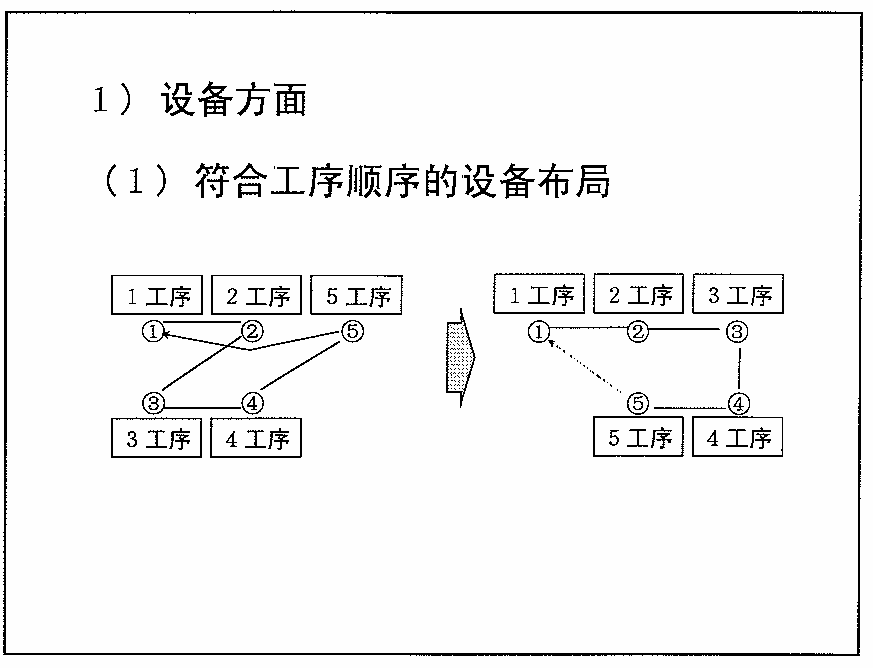 1）设备方面
（1）符合工序顺序的设备布局
1工序 2工序 5工序 1工序 2工序 3工序
① ② ⑤ ① ② ③
③ ④ ⑤ ④
3工序 4工序 5工序 4工序